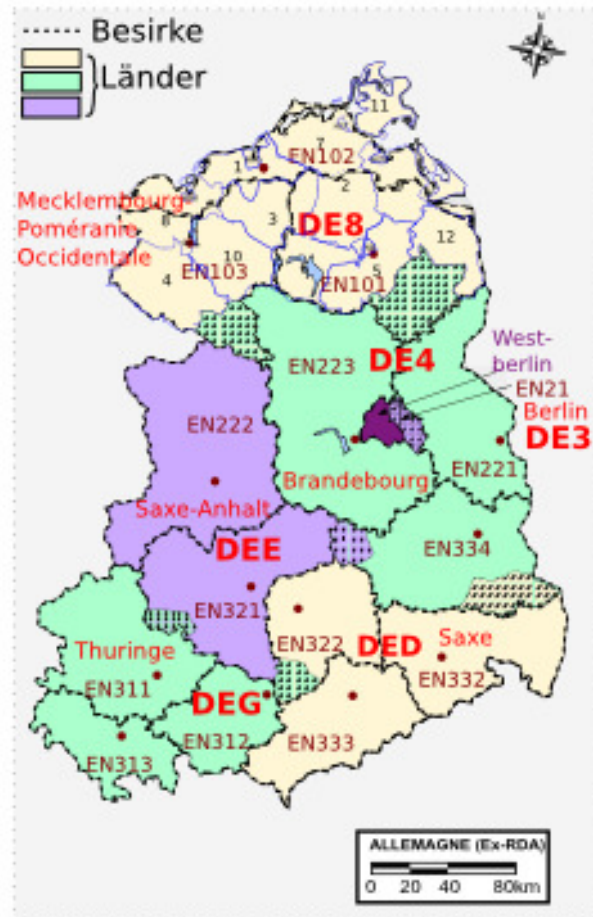 Besirke
Länder
N
11
7
1
EN102
2
Mecklembourg
Poméranie
Occidentale
8
3
DE8
12
10
EN103
4
EN101
5
6
West-
berlin
EN223
DE4
EN21
Berlin
DE3
EN222
EN221
Brandebourg
Saxe-Anhalt
DEE
EN334
EN321
Thuringe
EN322
DED
Saxe
EN311
DEG
EN332
EN312
EN333
EN313
ALLEMAGNE (Ex-RDA)
0 20 40 80km